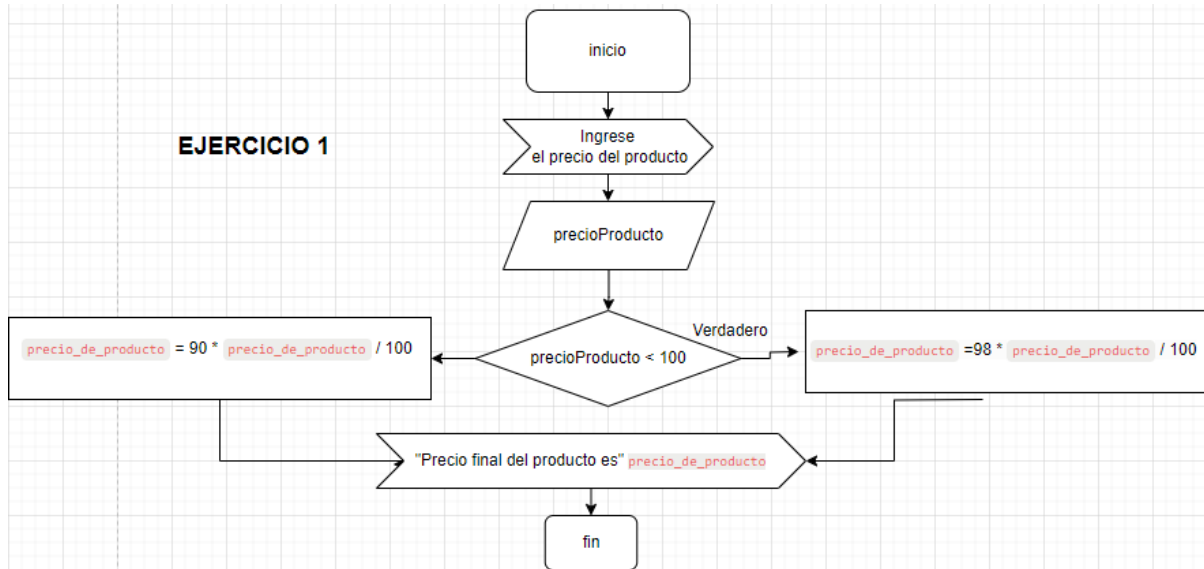 inicio
EJERCICIO 1
Ingrese
el precio del producto
precioProducto
precio_de_producto = 90 * precio_de_producto / 100
precioProducto < 100
Verdadero
precio_de_producto =98 * precio_de_producto / 100
"Precio final del producto es" precio_de_producto
fin